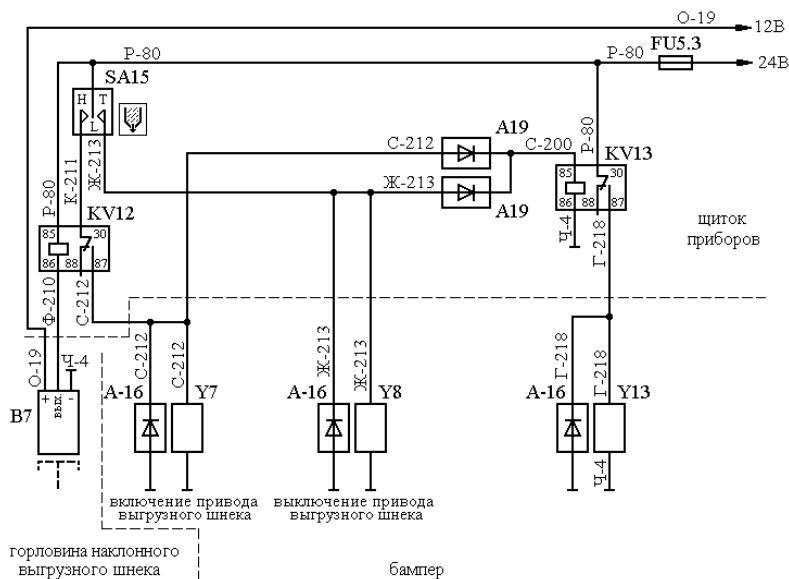 О-19
12В
Р-80
Р-80
FU5.3
24В
SA15
Н Т
L
К-211
Ж-213
Р-80
С-212
А19
С-200
Р-80
KV13
85 30
86 88 87
Ж-213
А19
Ч-4
Г-218
щиток
приборов
KV12
85 30
86 88 87
Ф-210
С-212
О-19
Ч-4
+ вых. -
В7
С-212
С-212
А-16
Y7
Ж-213
Ж-213
А-16
Y8
Г-218
Г-218
А-16
Y13
Ч-4
включение привода
выгрузного шнека
выключение привода
выгрузного шнека
горловина наклонного
выгрузного шнека
бампер